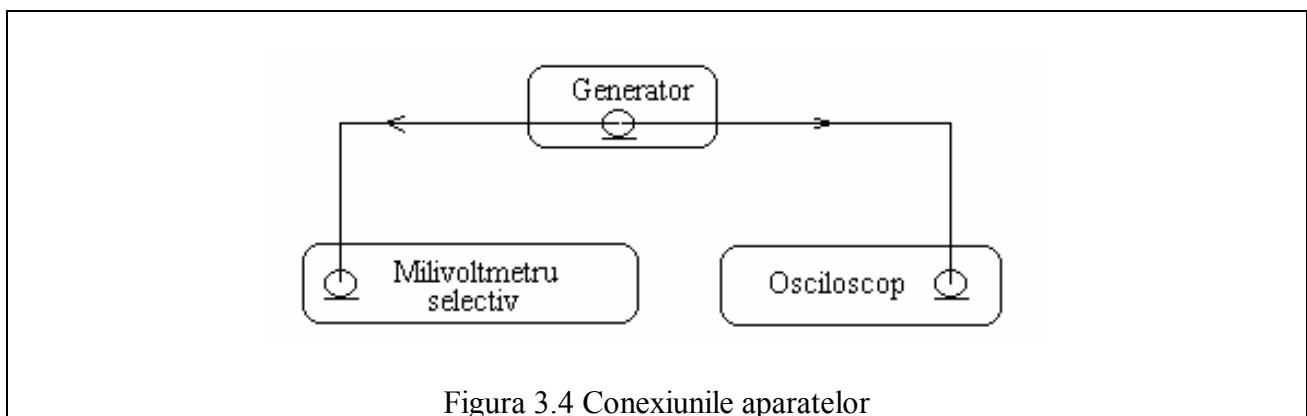 Generator
Milivoltmetru
selectiv
Osciloscop
Figura 3.4 Conexiunile aparatelor